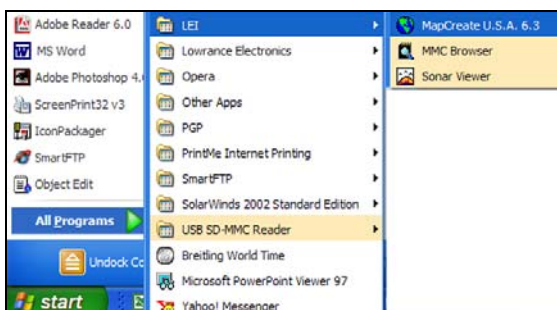 Adobe Reader 6.0
MS Word
Adobe Photoshop 4.
ScreenPrint32 v3
IconPackager
SmartFTP
Object Edit
All Programs
Undock Co
start
LEI
Lowrance Electronics
Opera
Other Apps
PGP
PrintMe Internet Printing
SmartFTP
SolarWinds 2002 Standard Edition
USB SD-MMC Reader
Breitling World Time
Microsoft PowerPoint Viewer 97
Yahoo! Messenger
MapCreate U.S.A. 6.3
MMC Browser
Sonar Viewer